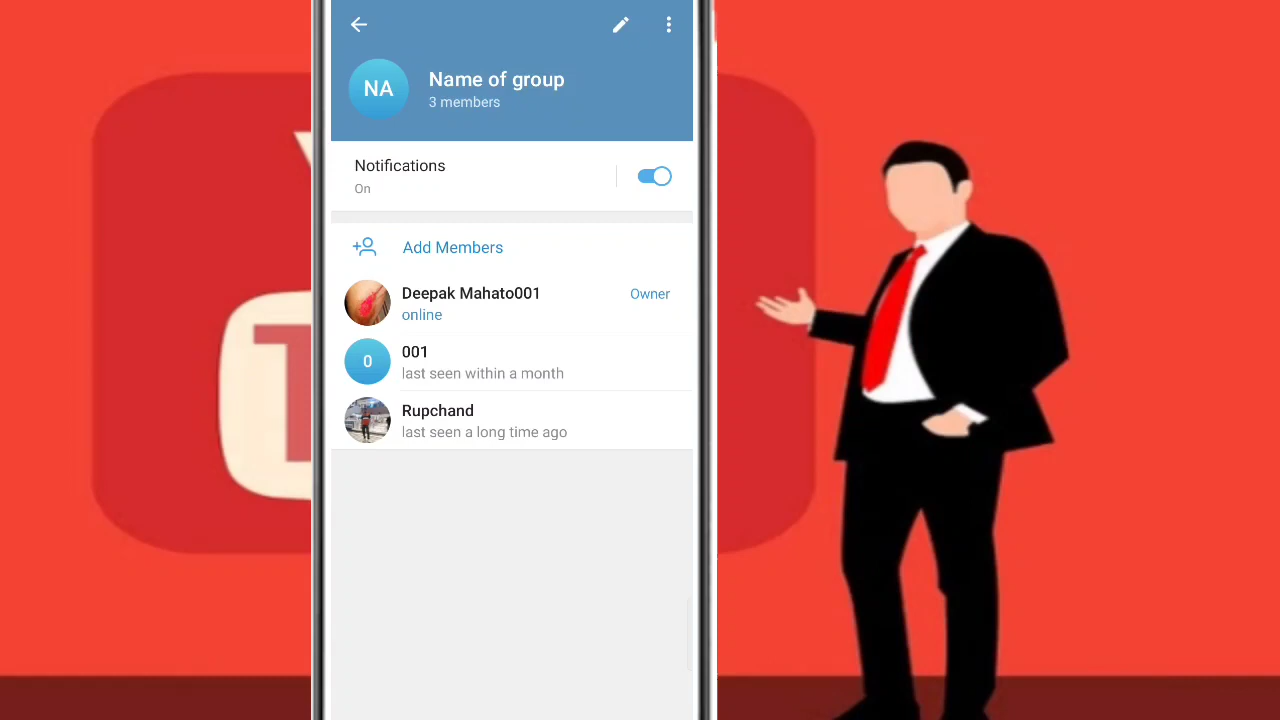 NA
Name of group
3 members
Notifications
On
Add Members
Deepak Mahato001
Owner
online
0
001
last seen within a month
Rupchand
last seen a long time ago